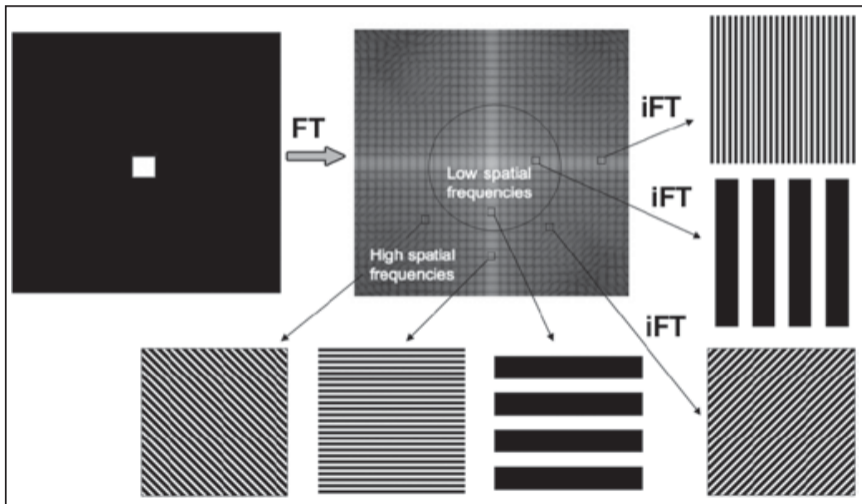 FT
iFT
Low spatial
frequencies
iFT
High spatial
frequencies
iFT